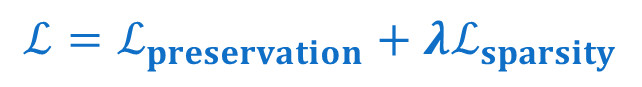 ℒ = ℒpreservation + λℒsparsity